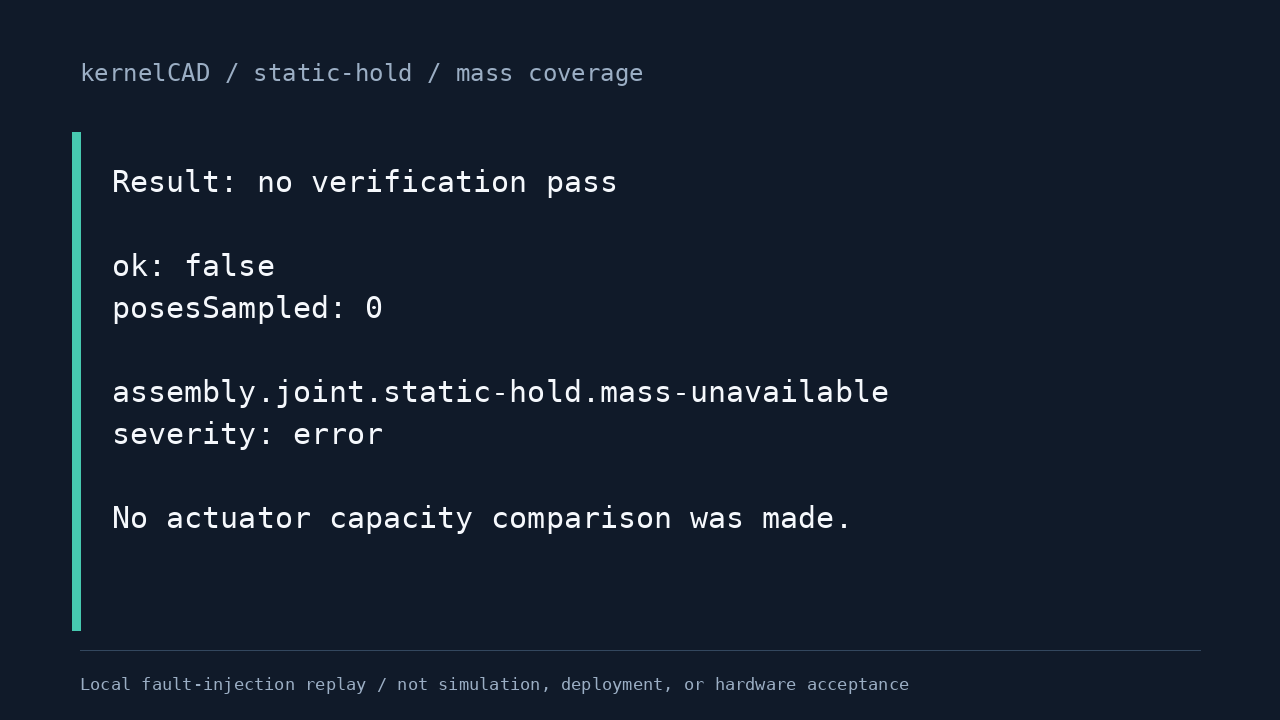 kernelCAD / static-hold / mass coverage
Result: no verification pass
ok: false
posesSampled: 0
assembly.joint.static-hold.mass-unavailable
severity: error
No actuator capacity comparison was made.
Local fault-injection replay / not simulation, deployment, or hardware acceptance